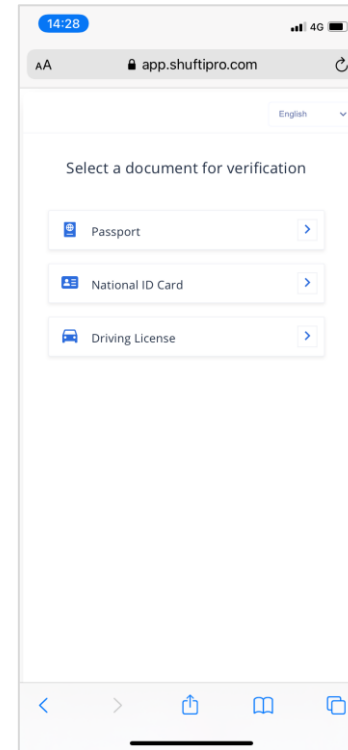 14:28
4G
AA app.shuftipro.com
English
Select a document for verification
Passport
National ID Card
Driving License